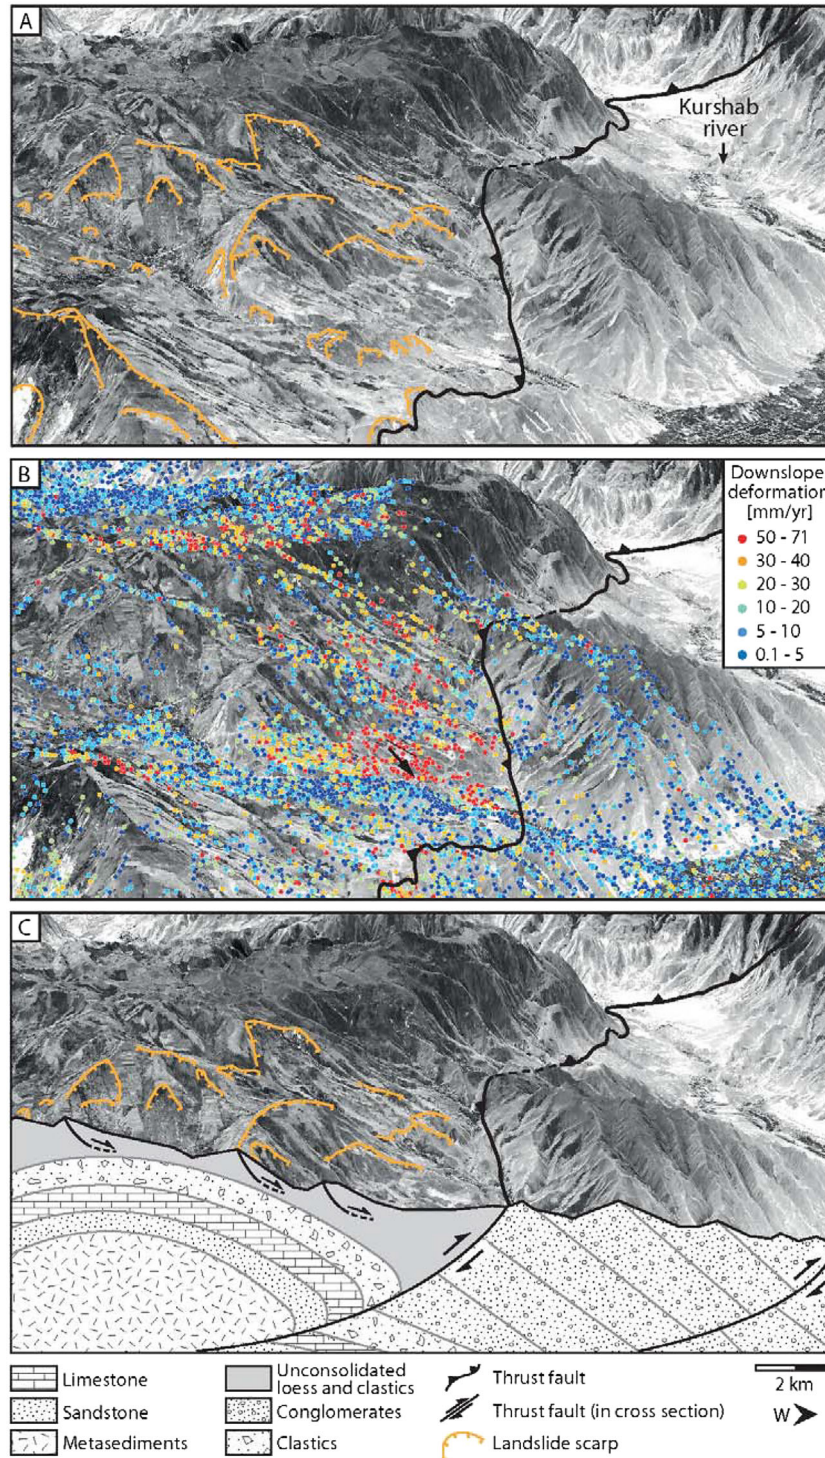 A
Kurshab
river
B
Downslope
deformation
[mm/yr]
50 - 71
30 - 40
20 - 30
10 - 20
5 - 10
0.1 - 5
C
Limestone
Sandstone
Metasediments
Unconsolidated
loess and clastics
Conglomerates
Clastics
Thrust fault
Thrust fault (in cross section)
Landslide scarp
2 km
W